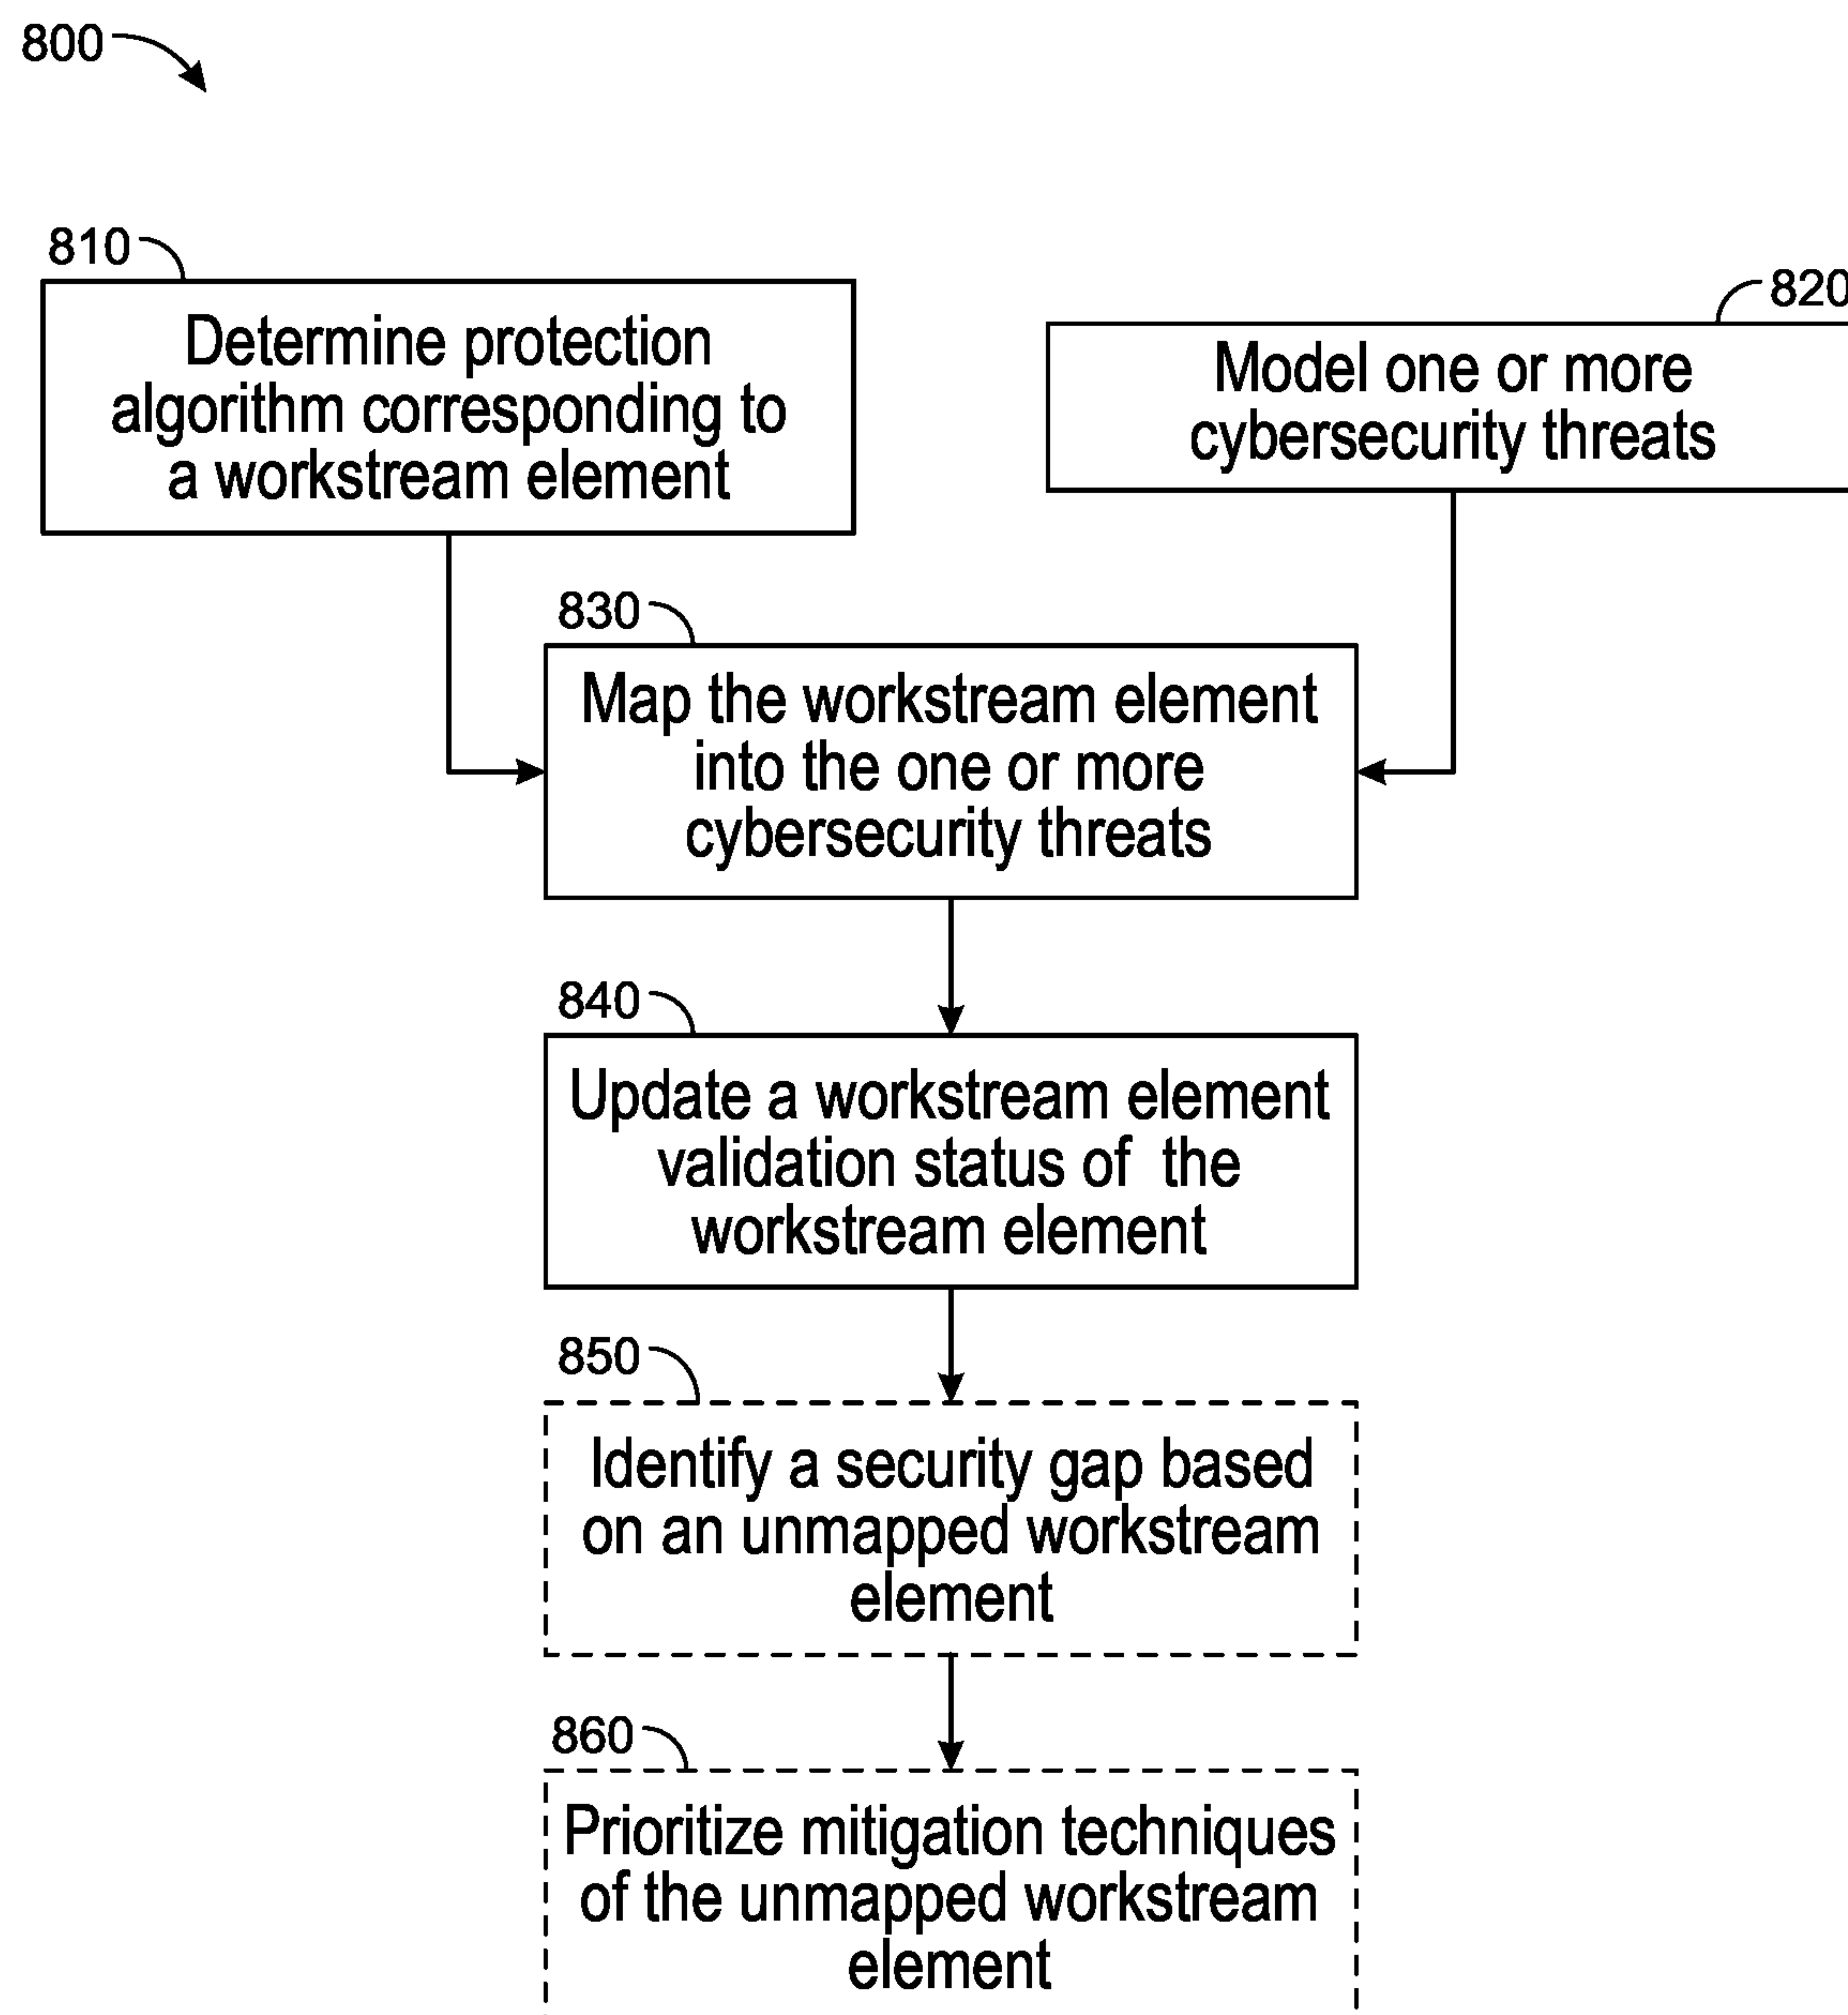 800
810
Determine protection
algorithm corresponding to
a workstream element
820
Model one or more
cybersecurity threats
830
Map the workstream element
into the one or more
cybersecurity threats
840
Update a workstream element
validation status of the
workstream element
850
Identify a security gap based
on an unmapped workstream
element
860
Prioritize mitigation techniques
of the unmapped workstream
element